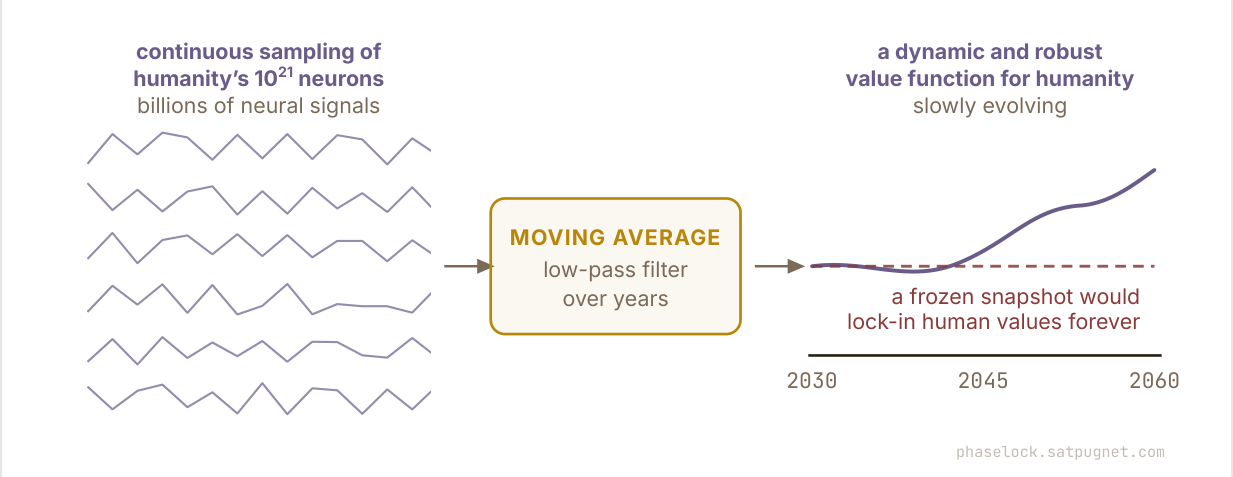 continuous sampling of
humanity’s 10²¹ neurons
billions of neural signals
MOVING AVERAGE
low-pass filter
over years
a dynamic and robust
value function for humanity
slowly evolving
a frozen snapshot would
lock-in human values forever
2030 2045 2060
phaselock.satpugnet.com